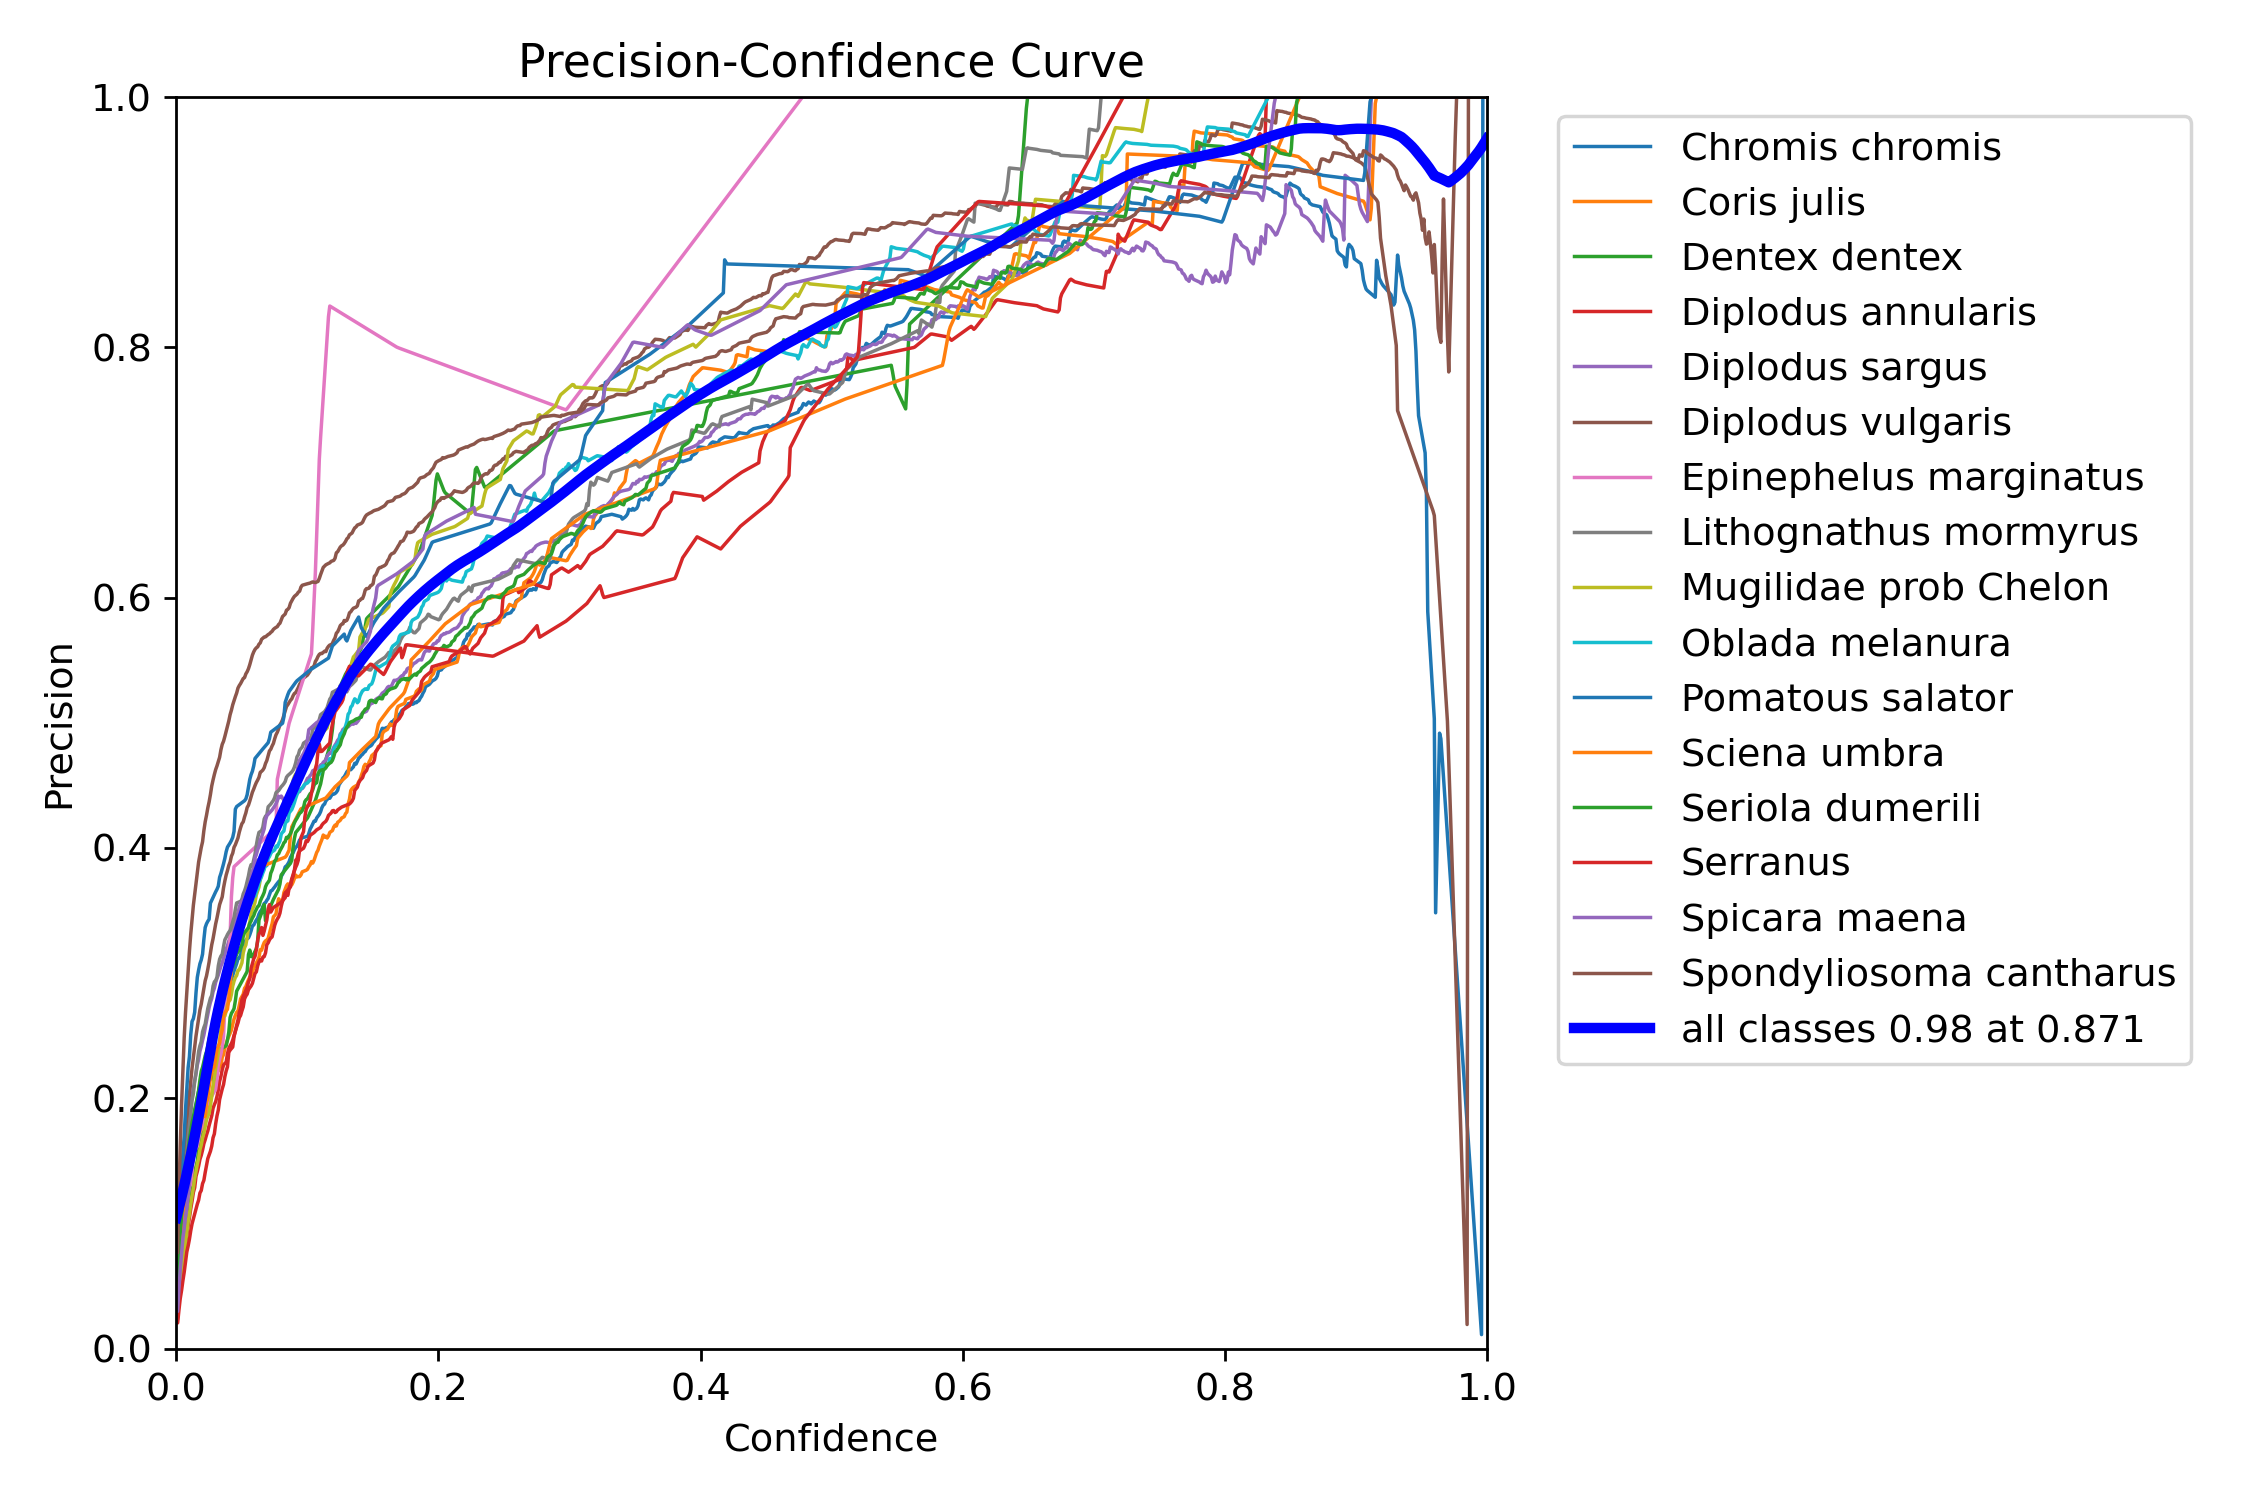 Precision-Confidence Curve
1.0
0.8
0.6
0.4
0.2
0.0
Precision
0.0 0.2 0.4 0.6 0.8 1.0
Confidence
Chromis chromis
Coris julis
Dentex dentex
Diplodus annularis
Diplodus sargus
Diplodus vulgaris
Epinephelus marginatus
Lithognathus mormyrus
Mugilidae prob Chelon
Oblada melanura
Pomatous salator
Sciena umbra
Seriola dumerili
Serranus
Spicara maena
Spondyliosoma cantharus
all classes 0.98 at 0.871